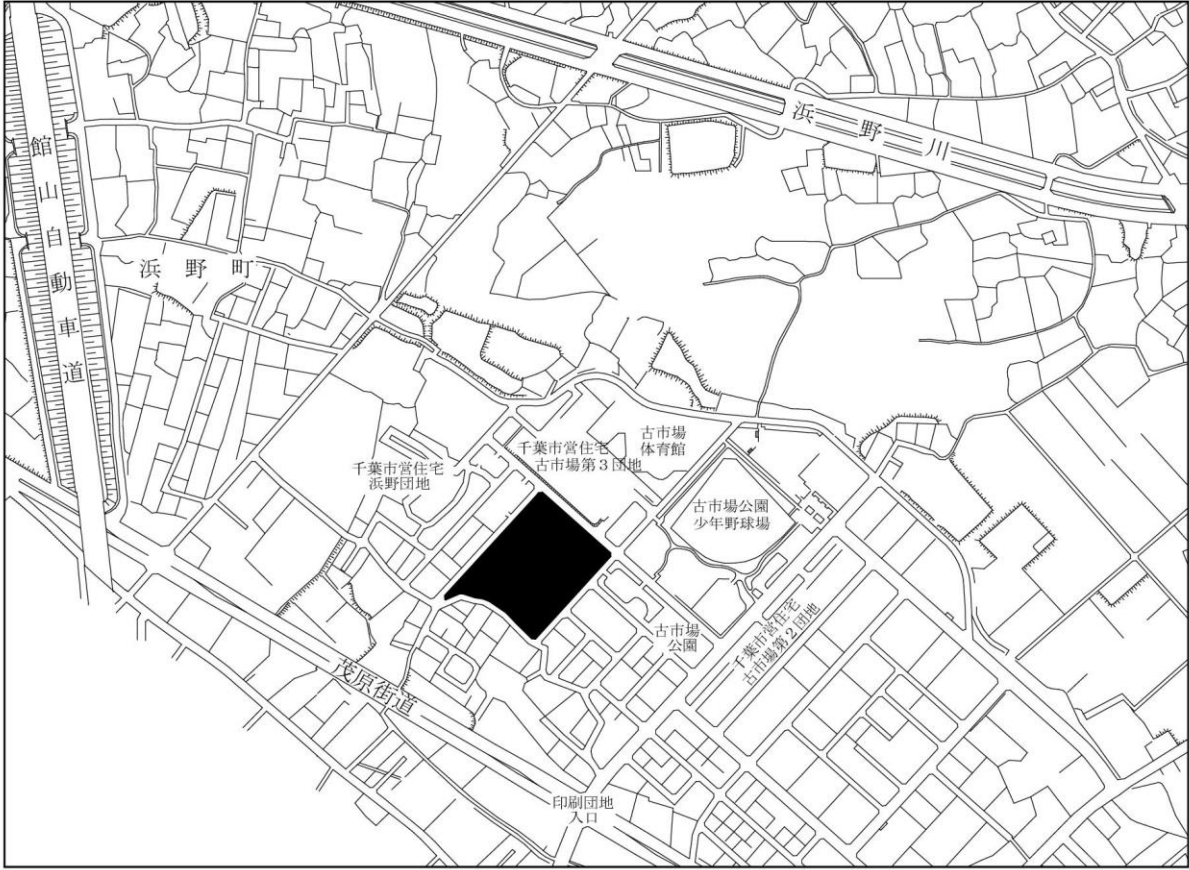 浜野川
館山自動車道
浜野町
千葉市営住宅
古市場第3団地
古市場
体育館
千葉市営住宅
浜野団地
古市場公園
少年野球場
千葉市営住宅
古市場第2団地
古市場
公園
茂原街道
印刷団地
入口